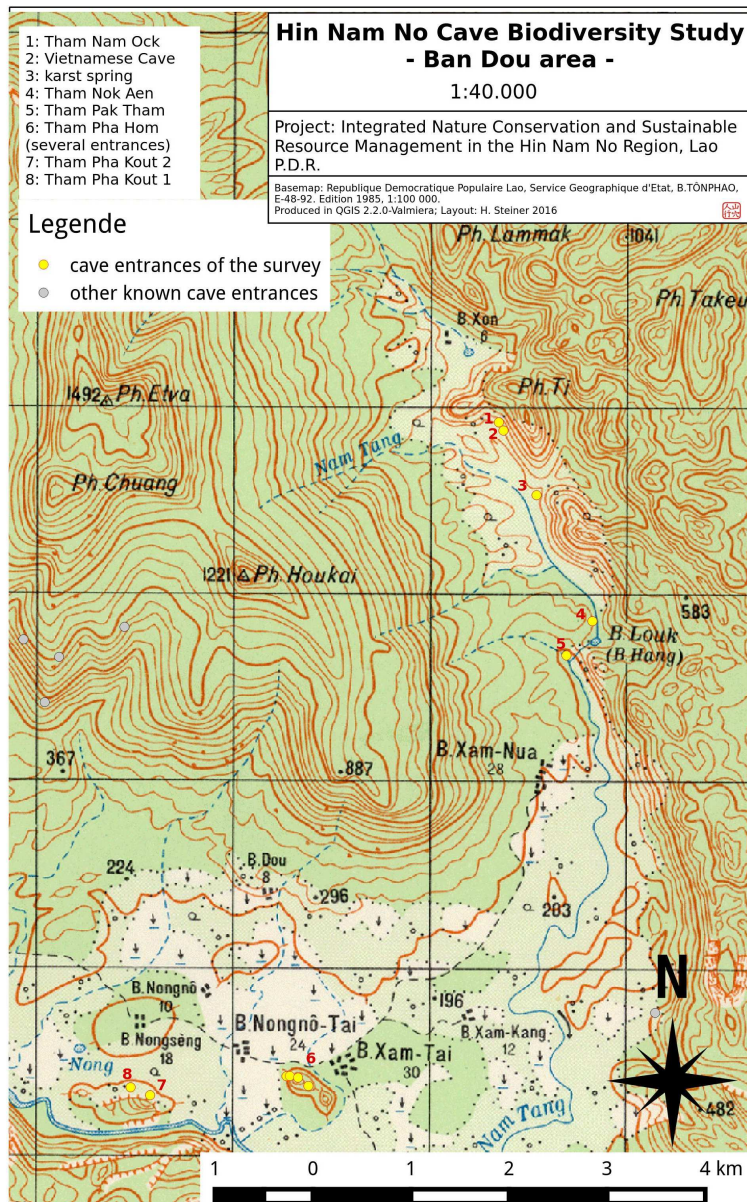 1: Tham Nam Ock
2: Vietnamese Cave
3: karst spring
4: Tham Nok Aen
5: Tham Pak Tham
6: Tham Pha Hom
(several entrances)
7: Tham Pha Kout 2
8: Tham Pha Kout 1
Hin Nam No Cave Biodiversity Study
- Ban Dou area -
1:40.000
Project: Integrated Nature Conservation and Sustainable
Resource Management in the Hin Nam No Region, Lao
P.D.R.
Basemap: Republique Democratique Populaire Lao, Service Geographique d'Etat, B.TÔNPHAO,
E-48-92. Edition 1985, 1:100 000.
Produced in QGIS 2.2.0-Valmiera; Layout: H. Steiner 2016
Legende
cave entrances of the survey
other known cave entrances
Ph. Lammak
1041
Ph. Takeu
B. Xon
6
Ph. Ti
1492
Ph. Etva
1
2
Nam Tang
Ph. Chuang
3
1221
Ph. Houkai
583
4
B. Louk
(B Hang)
5
367
887
B. Xam-Nua
28
224
B. Dou
8
296
203
B. Nongnô
10
196
B. Nongsèng
18
B. Nongnô-Tai
24
B. Xam-Kang
12
N
Nong
6
B. Xam-Tai
30
8
7
482
Nam Tang
1 0 1 2 3 4 km